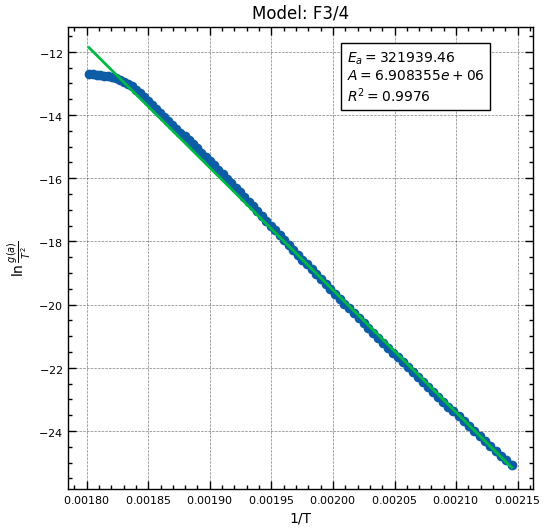 Model: F3/4
E_a = 321939.46
A = 6.908355e + 06
R^2 = 0.9976
ln g(a)/T^2
−12
−14
−16
−18
−20
−22
−24
0.00180 0.00185 0.00190 0.00195 0.00200 0.00205 0.00210 0.00215
1/T